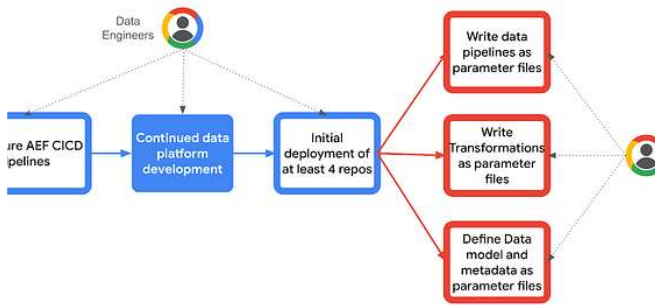 Data
Engineers
Write data
pipelines as
parameter files
ure AEF CICD
ipelines
Continued data
platform
development
Initial
deployment of
at least 4 repos
Write
Transformations
as parameter
files
Define Data
model and
metadata as
parameter files